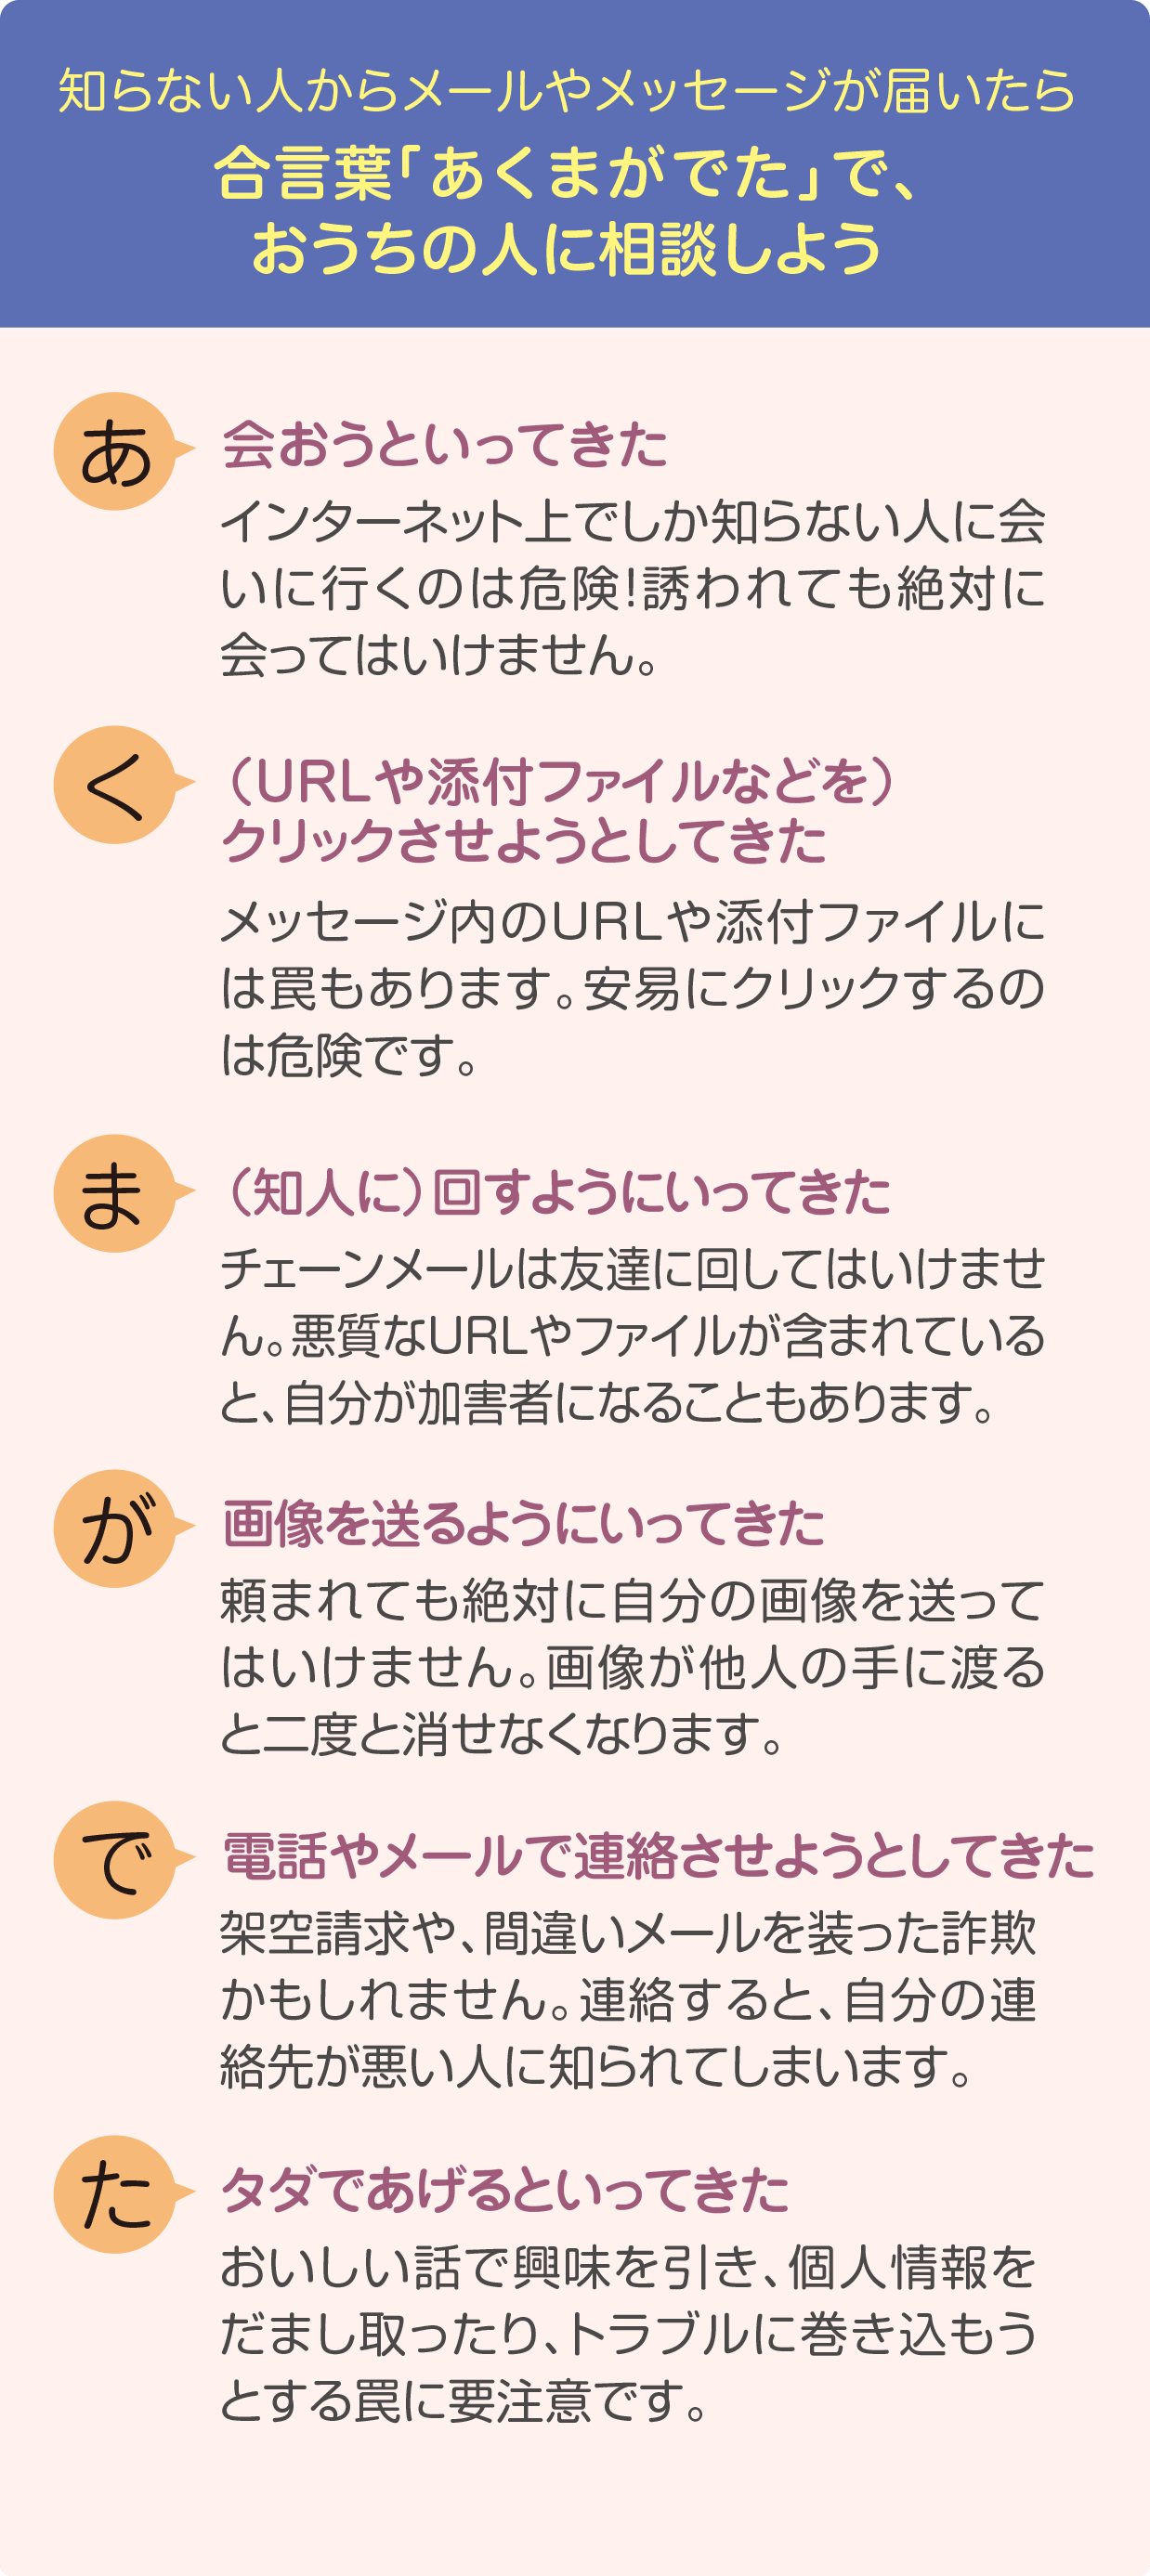 知らない人からメールやメッセージが届いたら
合言葉「あくまがでた」で、
おうちの人に相談しよう
あ
会おうといってきた
インターネット上でしか知らない人に会
いに行くのは危険！誘われても絶対に
会ってはいけません。
く
（URLや添付ファイルなどを）
クリックさせようとしてきた
メッセージ内のURLや添付ファイルに
は罠もあります。安易にクリックするの
は危険です。
ま
（知人に）回すようにいってきた
チェーンメールは友達に回してはいけませ
ん。悪質なURLやファイルが含まれている
と、自分が加害者になることもあります。
が
画像を送るようにいってきた
頼まれても絶対に自分の画像を送って
はいけません。画像が他人の手に渡る
と二度と消せなくなります。
で
電話やメールで連絡させようとしてきた
架空請求や、間違いメールを装った詐欺
かもしれません。連絡すると、自分の連
絡先が悪い人に知られてしまいます。
た
タダであげるといってきた
おいしい話で興味を引き、個人情報を
だまし取ったり、トラブルに巻き込もう
とする罠に要注意です。